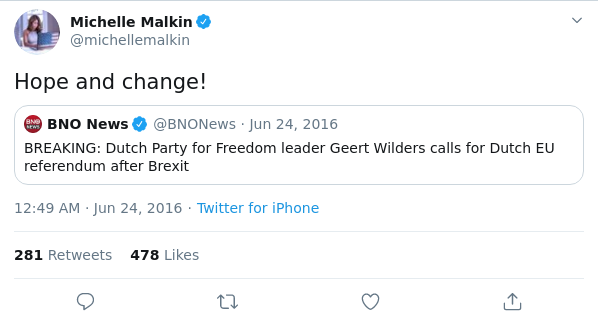 Michelle Malkin
@michellemalkin
Hope and change!
BNO NEWS
BNO News @BNONews · Jun 24, 2016
BREAKING: Dutch Party for Freedom leader Geert Wilders calls for Dutch EU
referendum after Brexit
12:49 AM · Jun 24, 2016 · Twitter for iPhone
281 Retweets 478 Likes